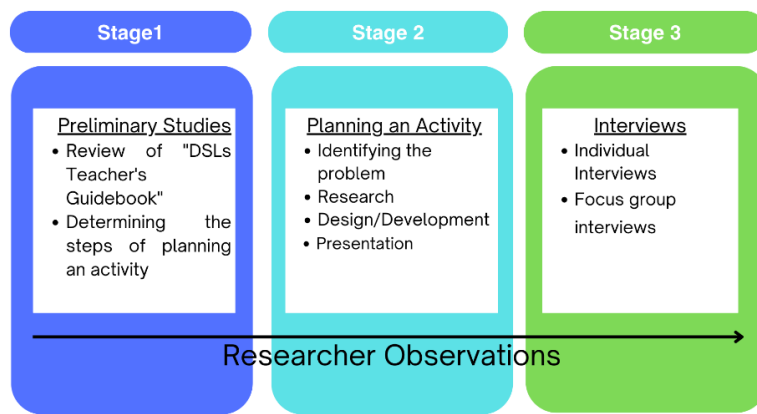 Stage1
Preliminary Studies
• Review of "DSLs
Teacher's
Guidebook"
• Determining the
steps of planning
an activity
Stage 2
Planning an Activity
• Identifying the
problem
• Research
• Design/Development
• Presentation
Stage 3
Interviews
• Individual
Interviews
• Focus group
interviews
Researcher Observations